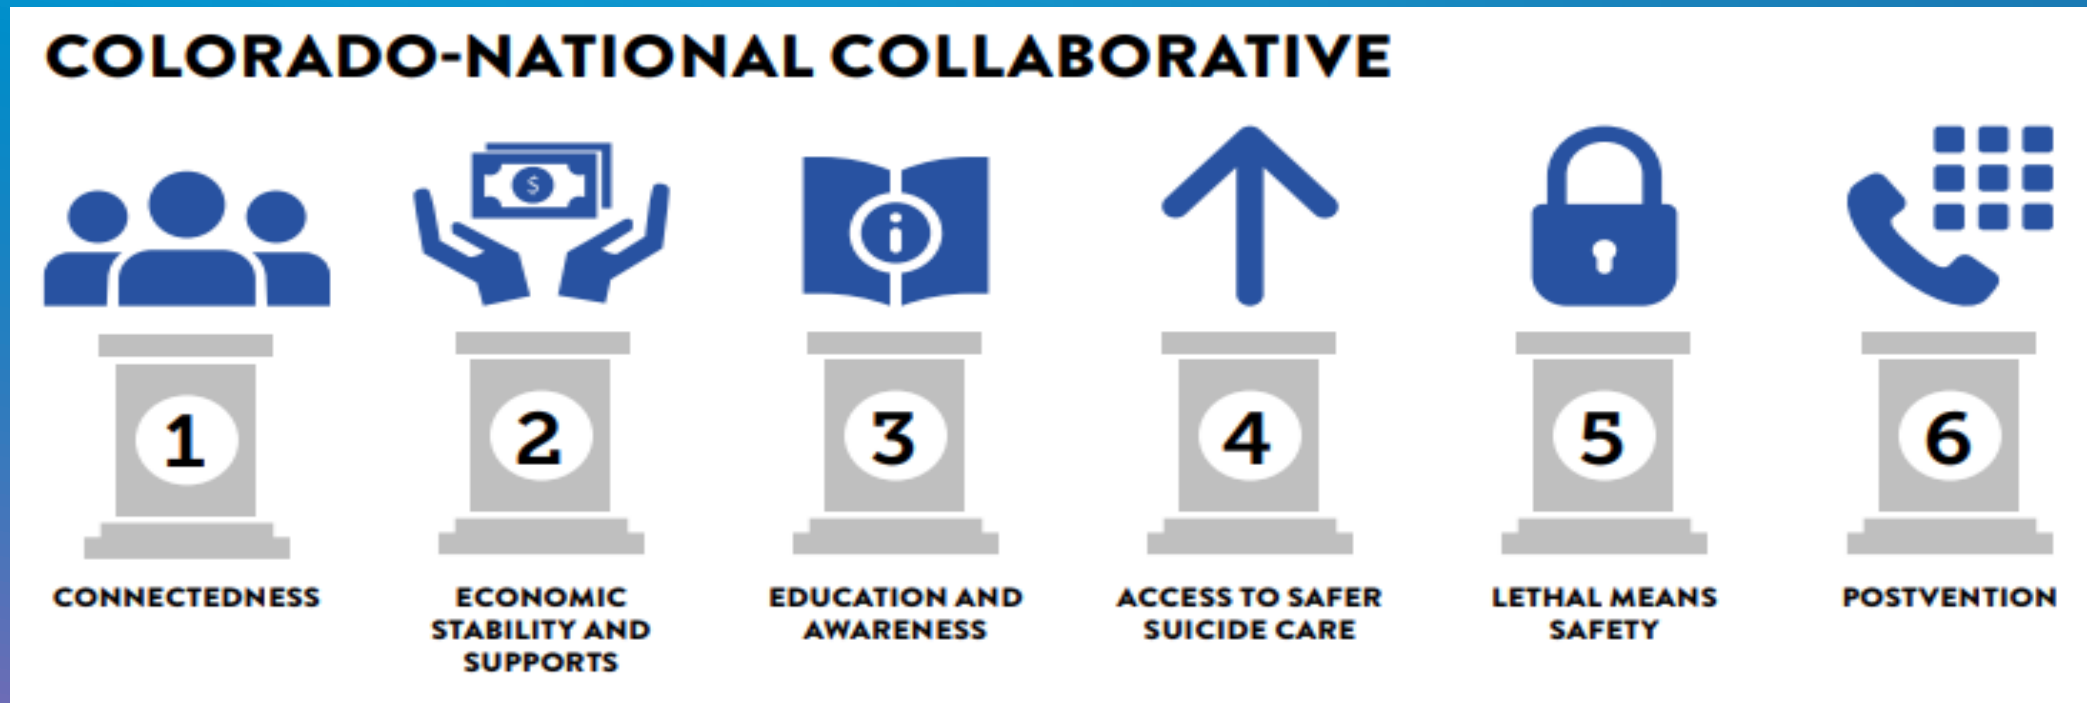 COLORADO-NATIONAL COLLABORATIVE
$
i
1
2
3
4
5
6
CONNECTEDNESS
ECONOMIC
STABILITY AND
SUPPORTS
EDUCATION AND
AWARENESS
ACCESS TO SAFER
SUICIDE CARE
LETHAL MEANS
SAFETY
POSTVENTION